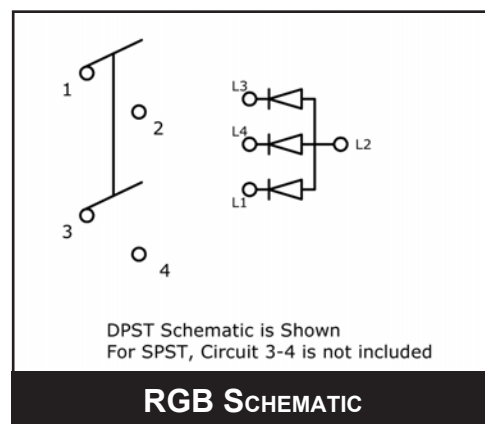 1
2
3
4
L3
L4
L2
L1
DPST Schematic is Shown
For SPST, Circuit 3-4 is not included
RGB SCHEMATIC